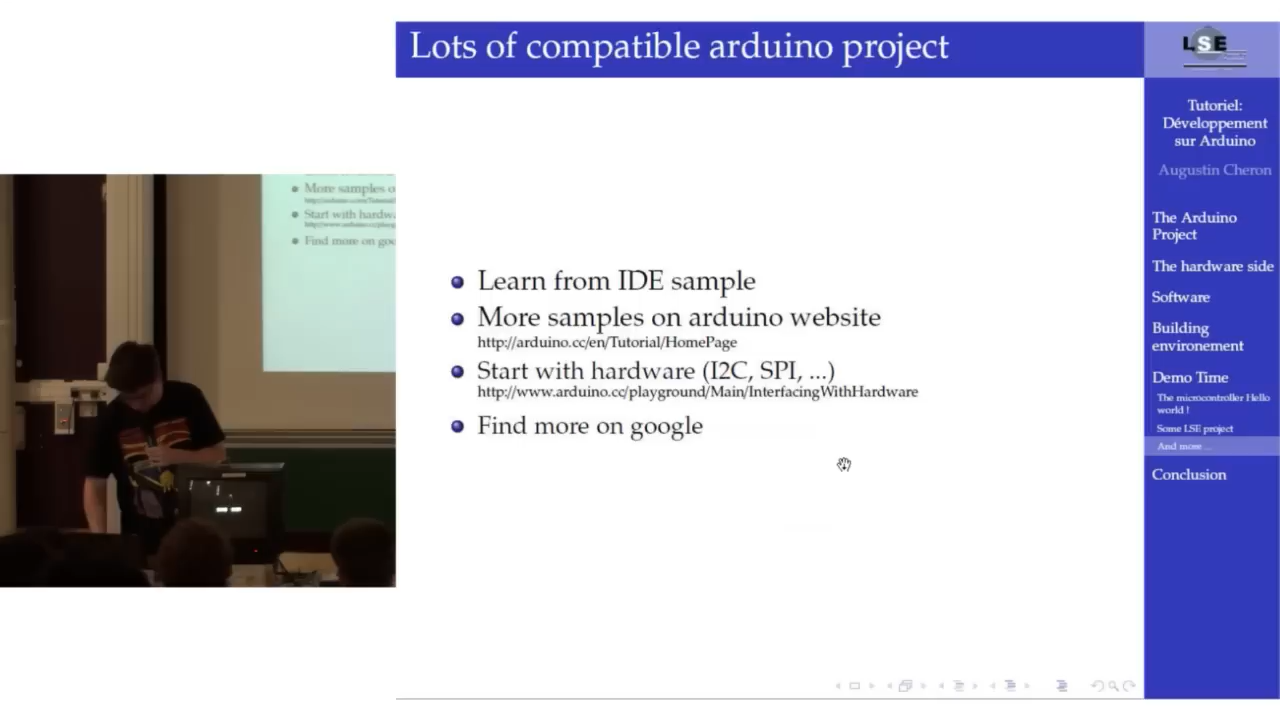 Lots of compatible arduino project
LSE
Tutoriel:
Développement
sur Arduino
Augustin Cheron
The Arduino
Project
The hardware side
Software
Building
environement
Demo Time
The microcontroller Hello
world !
Some LSE project
And more ...
Conclusion
Learn from IDE sample
More samples on arduino website
http://arduino.cc/en/Tutorial/HomePage
Start with hardware (I2C, SPI, ...)
http://www.arduino.cc/playground/Main/InterfacingWithHardware
Find more on google
More samples o
Start with hardw
Find more on goo